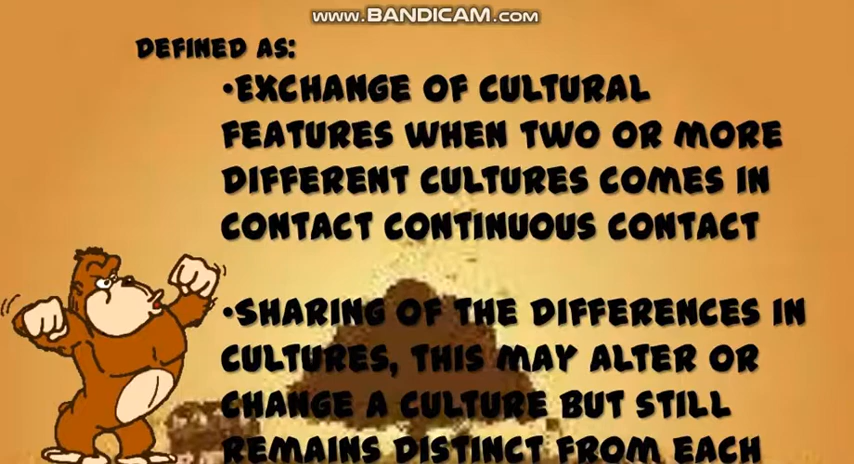 www.BANDICAM.com
DEFINED AS:
•EXCHANGE OF CULTURAL
FEATURES WHEN TWO OR MORE
DIFFERENT CULTURES COMES IN
CONTACT CONTINUOUS CONTACT
•SHARING OF THE DIFFERENCES IN
CULTURES, THIS MAY ALTER OR
CHANGE A CULTURE BUT STILL
REMAINS DISTINCT FROM EACH